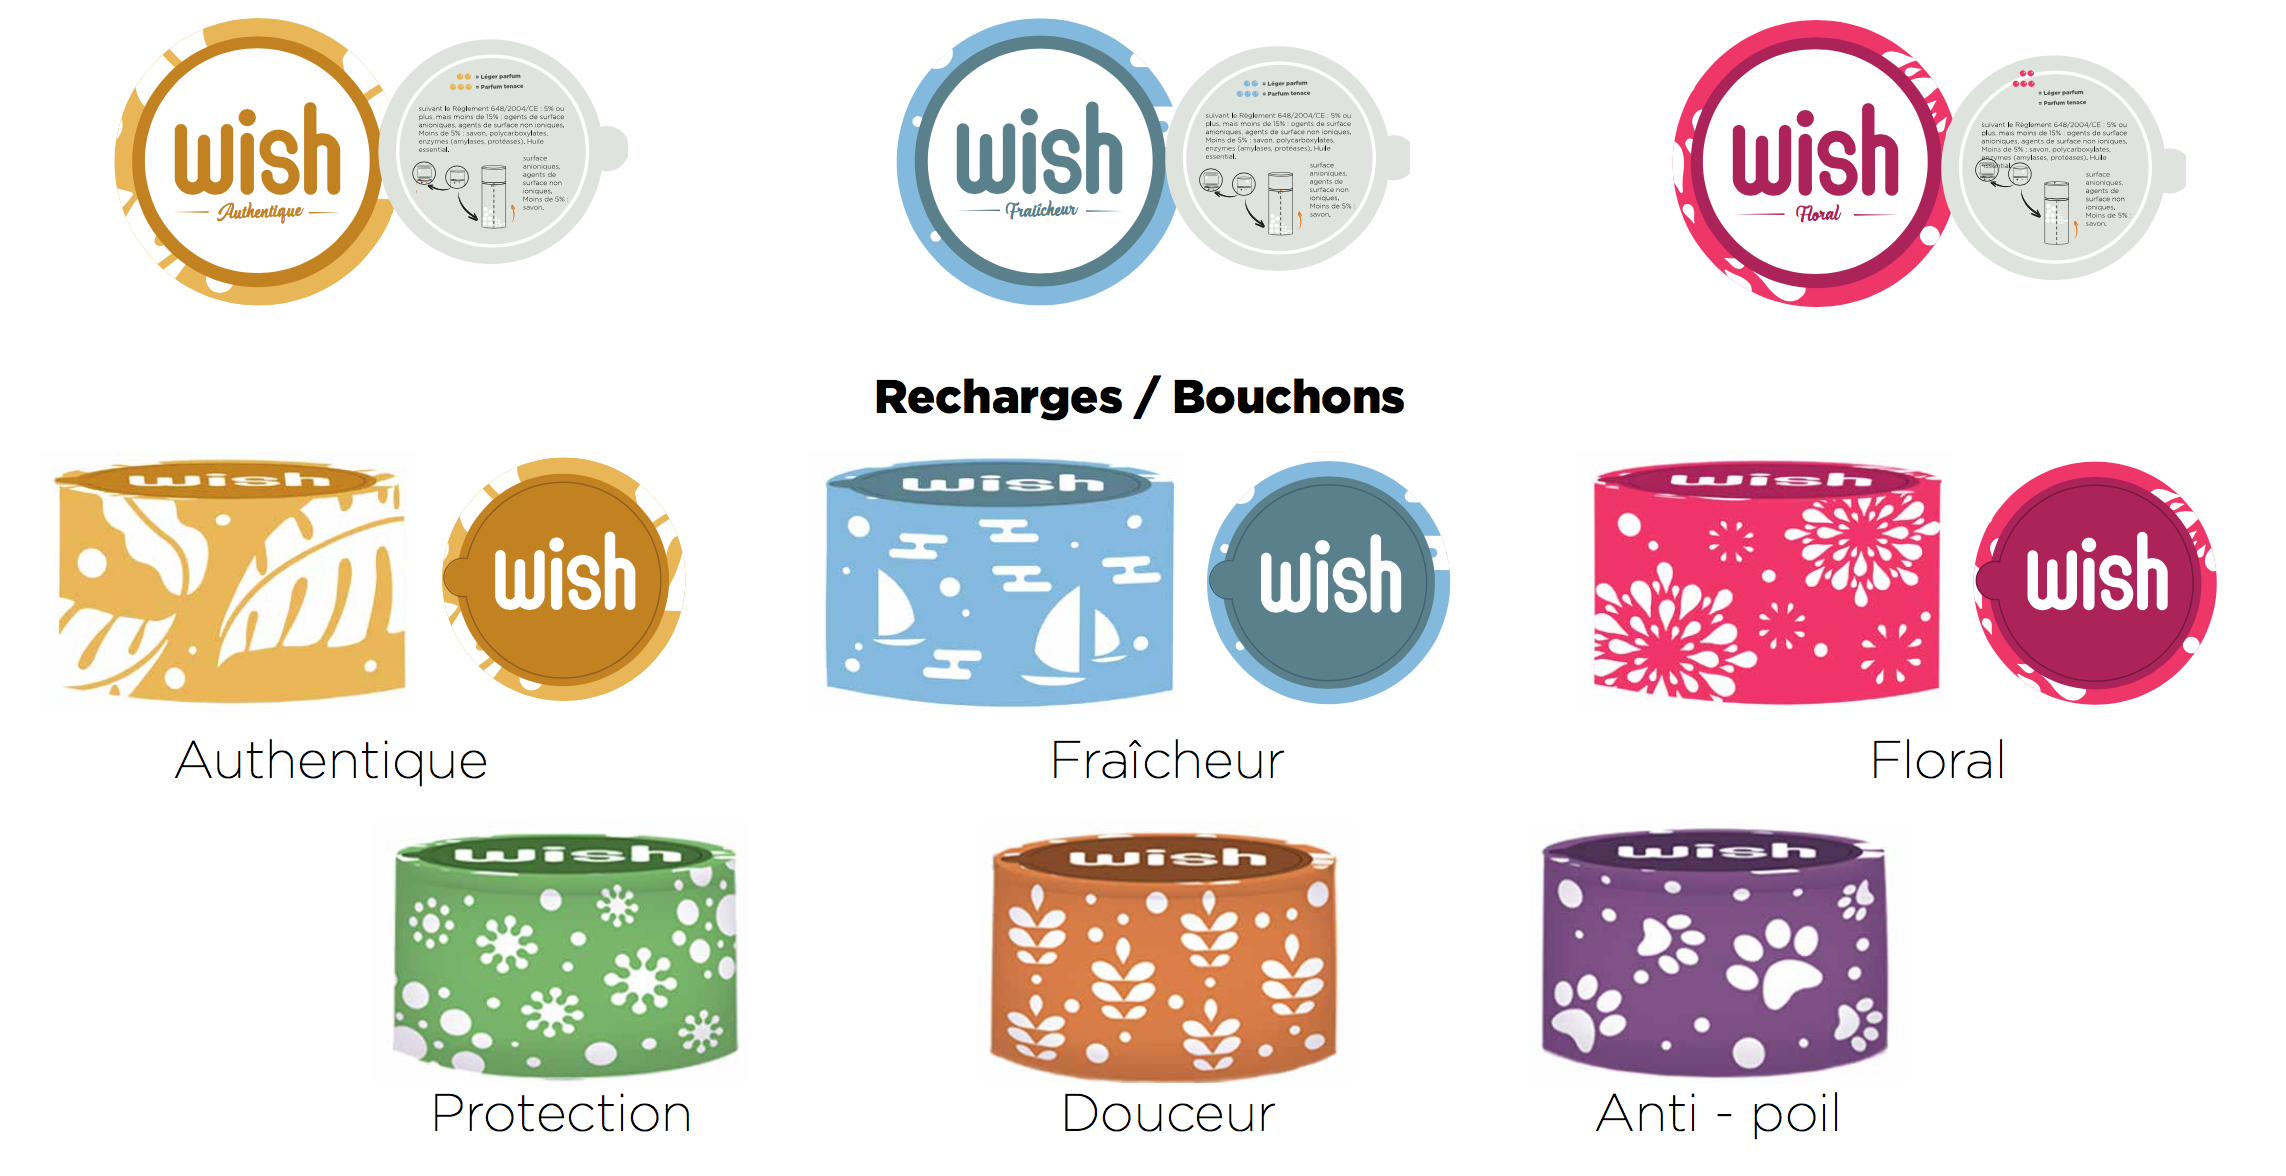 wish
Authentique
= Léger parfum
= Parfum tenace
suivant le Règlement 648/2004/CE : 5% ou
plus, mais moins de 15% : ogents de surface
anioniques, agents de surface non ioniques,
Moins de 5% : savon, polycarboxylates,
enzymes (amylases, protéases). Huile
essential.
surface
anioniques,
agents de
surface non
ioniques,
Moins de 5% :
savon,
wish
Fraîcheur
= Léger parfum
= Parfum tenace
suivant le Règlement 648/2004/CE : 5% ou
plus, mais moins de 15% : ogents de surface
anioniques, agents de surface non ioniques,
Moins de 5% : savon, polycarboxylates,
enzymes (amylases, protéases). Huile
essential.
surface
anioniques,
agents de
surface non
ioniques,
Moins de 5% :
savon,
wish
Floral
= Léger parfum
= Parfum tenace
suivant le Règlement 648/2004/CE : 5% ou
plus, mais moins de 15% : ogents de surface
anioniques, agents de surface non ioniques,
Moins de 5% : savon, polycarboxylates,
enzymes (amylases, protéases). Huile
essential.
surface
anioniques,
agents de
surface non
ioniques,
Moins de 5% :
savon,
Recharges / Bouchons
wish
wish
wish
wish
wish
wish
Authentique
Fraîcheur
Floral
wish
wish
wish
Protection
Douceur
Anti - poil